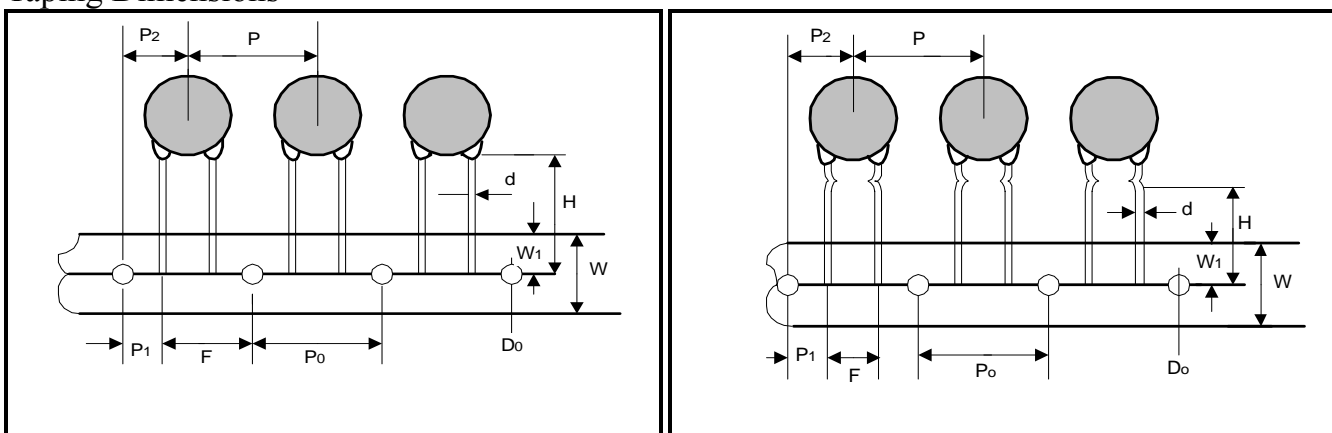 Taping Dimensions
P2 P
d
H
W1
W
P1 F P0
D0
P2 P
d
H
W1
W
P1 F Po
Do